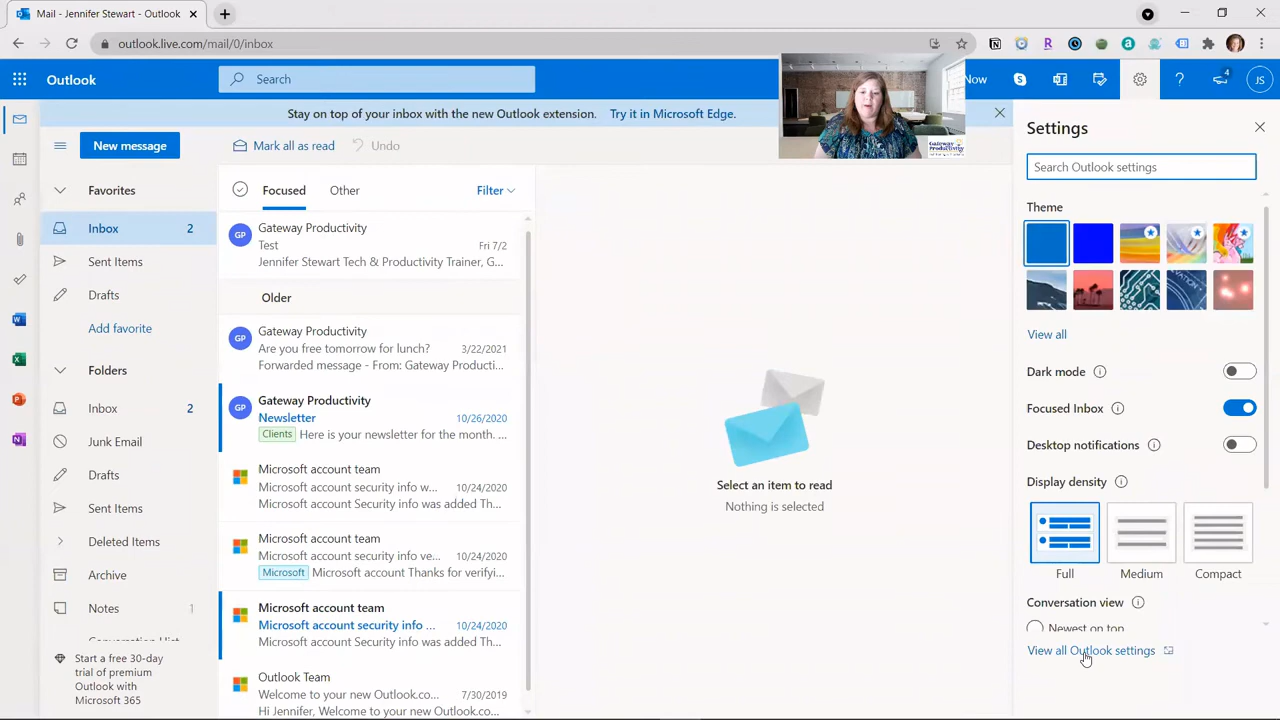 Mail - Jennifer Stewart - Outlook
outlook.live.com/mail/0/inbox
Outlook
Search
Now
4
JS
Stay on top of your inbox with the new Outlook extension. Try it in Microsoft Edge.
Gateway
Productivity
New message
Mark all as read
Undo
Favorites
Inbox 2
Sent Items
Drafts
Add favorite
Folders
Inbox 2
Junk Email
Drafts
Sent Items
Deleted Items
Archive
Notes 1
Conversation Hist...
Start a free 30-day
trial of premium
Outlook with
Microsoft 365
Focused Other Filter
GP
Gateway Productivity
Test Fri 7/2
Jennifer Stewart Tech & Productivity Trainer, G...
Older
GP
Gateway Productivity
Are you free tomorrow for lunch? 3/22/2021
Forwarded message - From: Gateway Producti...
GP
Gateway Productivity
Newsletter 10/26/2020
Clients Here is your newsletter for the month. ...
Microsoft account team
Microsoft account security info w... 10/24/2020
Microsoft account Security info was added Th...
Microsoft account team
Microsoft account security info ve... 10/24/2020
Microsoft Microsoft account Thanks for verifyi...
Microsoft account team
Microsoft account security info ... 10/24/2020
Microsoft account Security info was added Th...
Outlook Team
Welcome to your new Outlook.co... 7/30/2019
Hi Jennifer, Welcome to your new Outlook.co...
Select an item to read
Nothing is selected
Settings
Search Outlook settings
Theme
View all
Dark mode
Focused Inbox
Desktop notifications
Display density
Full Medium Compact
Conversation view
Newest on top
View all Outlook settings